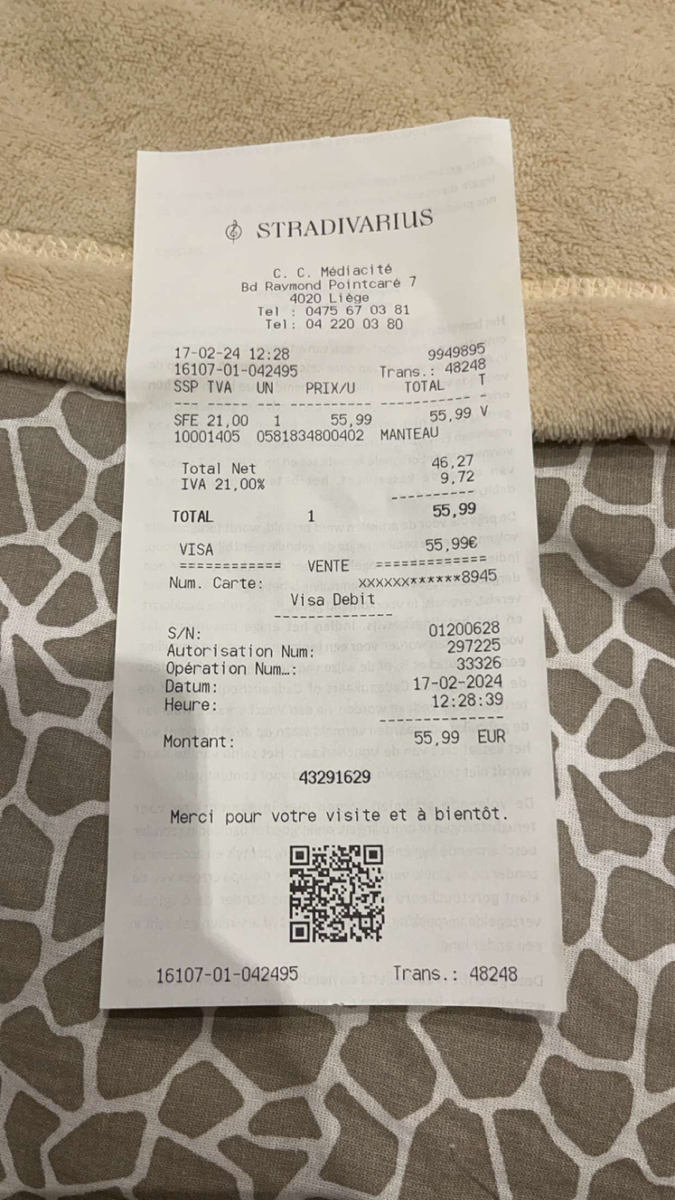 STRADIVARIUS
C. C. Médiacité
Bd Raymond Pointcaré 7
4020 Liège
Tel : 0475 67 03 81
Tel: 04 220 03 80
17-02-24 12:28 9949895
16107-01-042495 Trans.: 48248
SSP TVA UN PRIX/U TOTAL T
--- ---- --- ------- --------- -
SFE 21,00 1 55,99 55,99 V
10001405 0581834800402 MANTEAU
Total Net 46,27
IVA 21,00% 9,72
----------
TOTAL 1 55,99
VISA 55,99€
============ VENTE =============
Num. Carte: xxxxxx******8945
Visa Debit
--------------
S/N: 01200628
Autorisation Num: 297225
Opération Num…: 33326
Datum: 17-02-2024
Heure: 12:28:39
---------------
Montant: 55,99 EUR
43291629
Merci pour votre visite et à bientôt.
16107-01-042495 Trans.: 48248